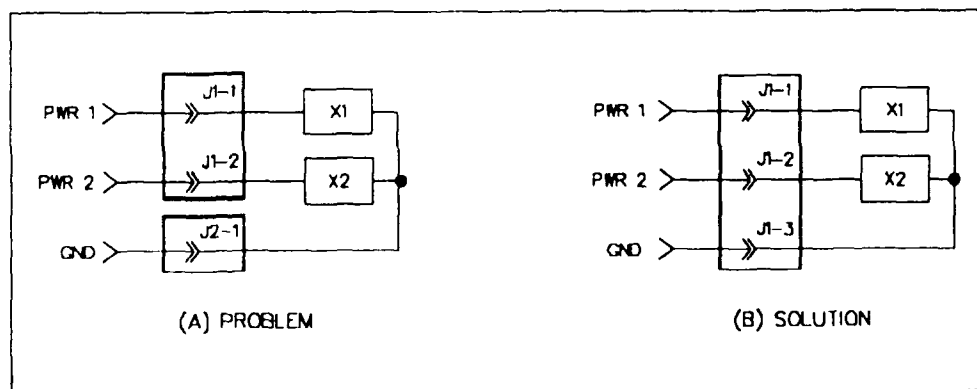 J1-1
PWR 1
X1
J1-2
PWR 2
X2
J2-1
GND
(A) PROBLEM
J1-1
PWR 1
X1
J1-2
PWR 2
X2
J1-3
GND
(B) SOLUTION